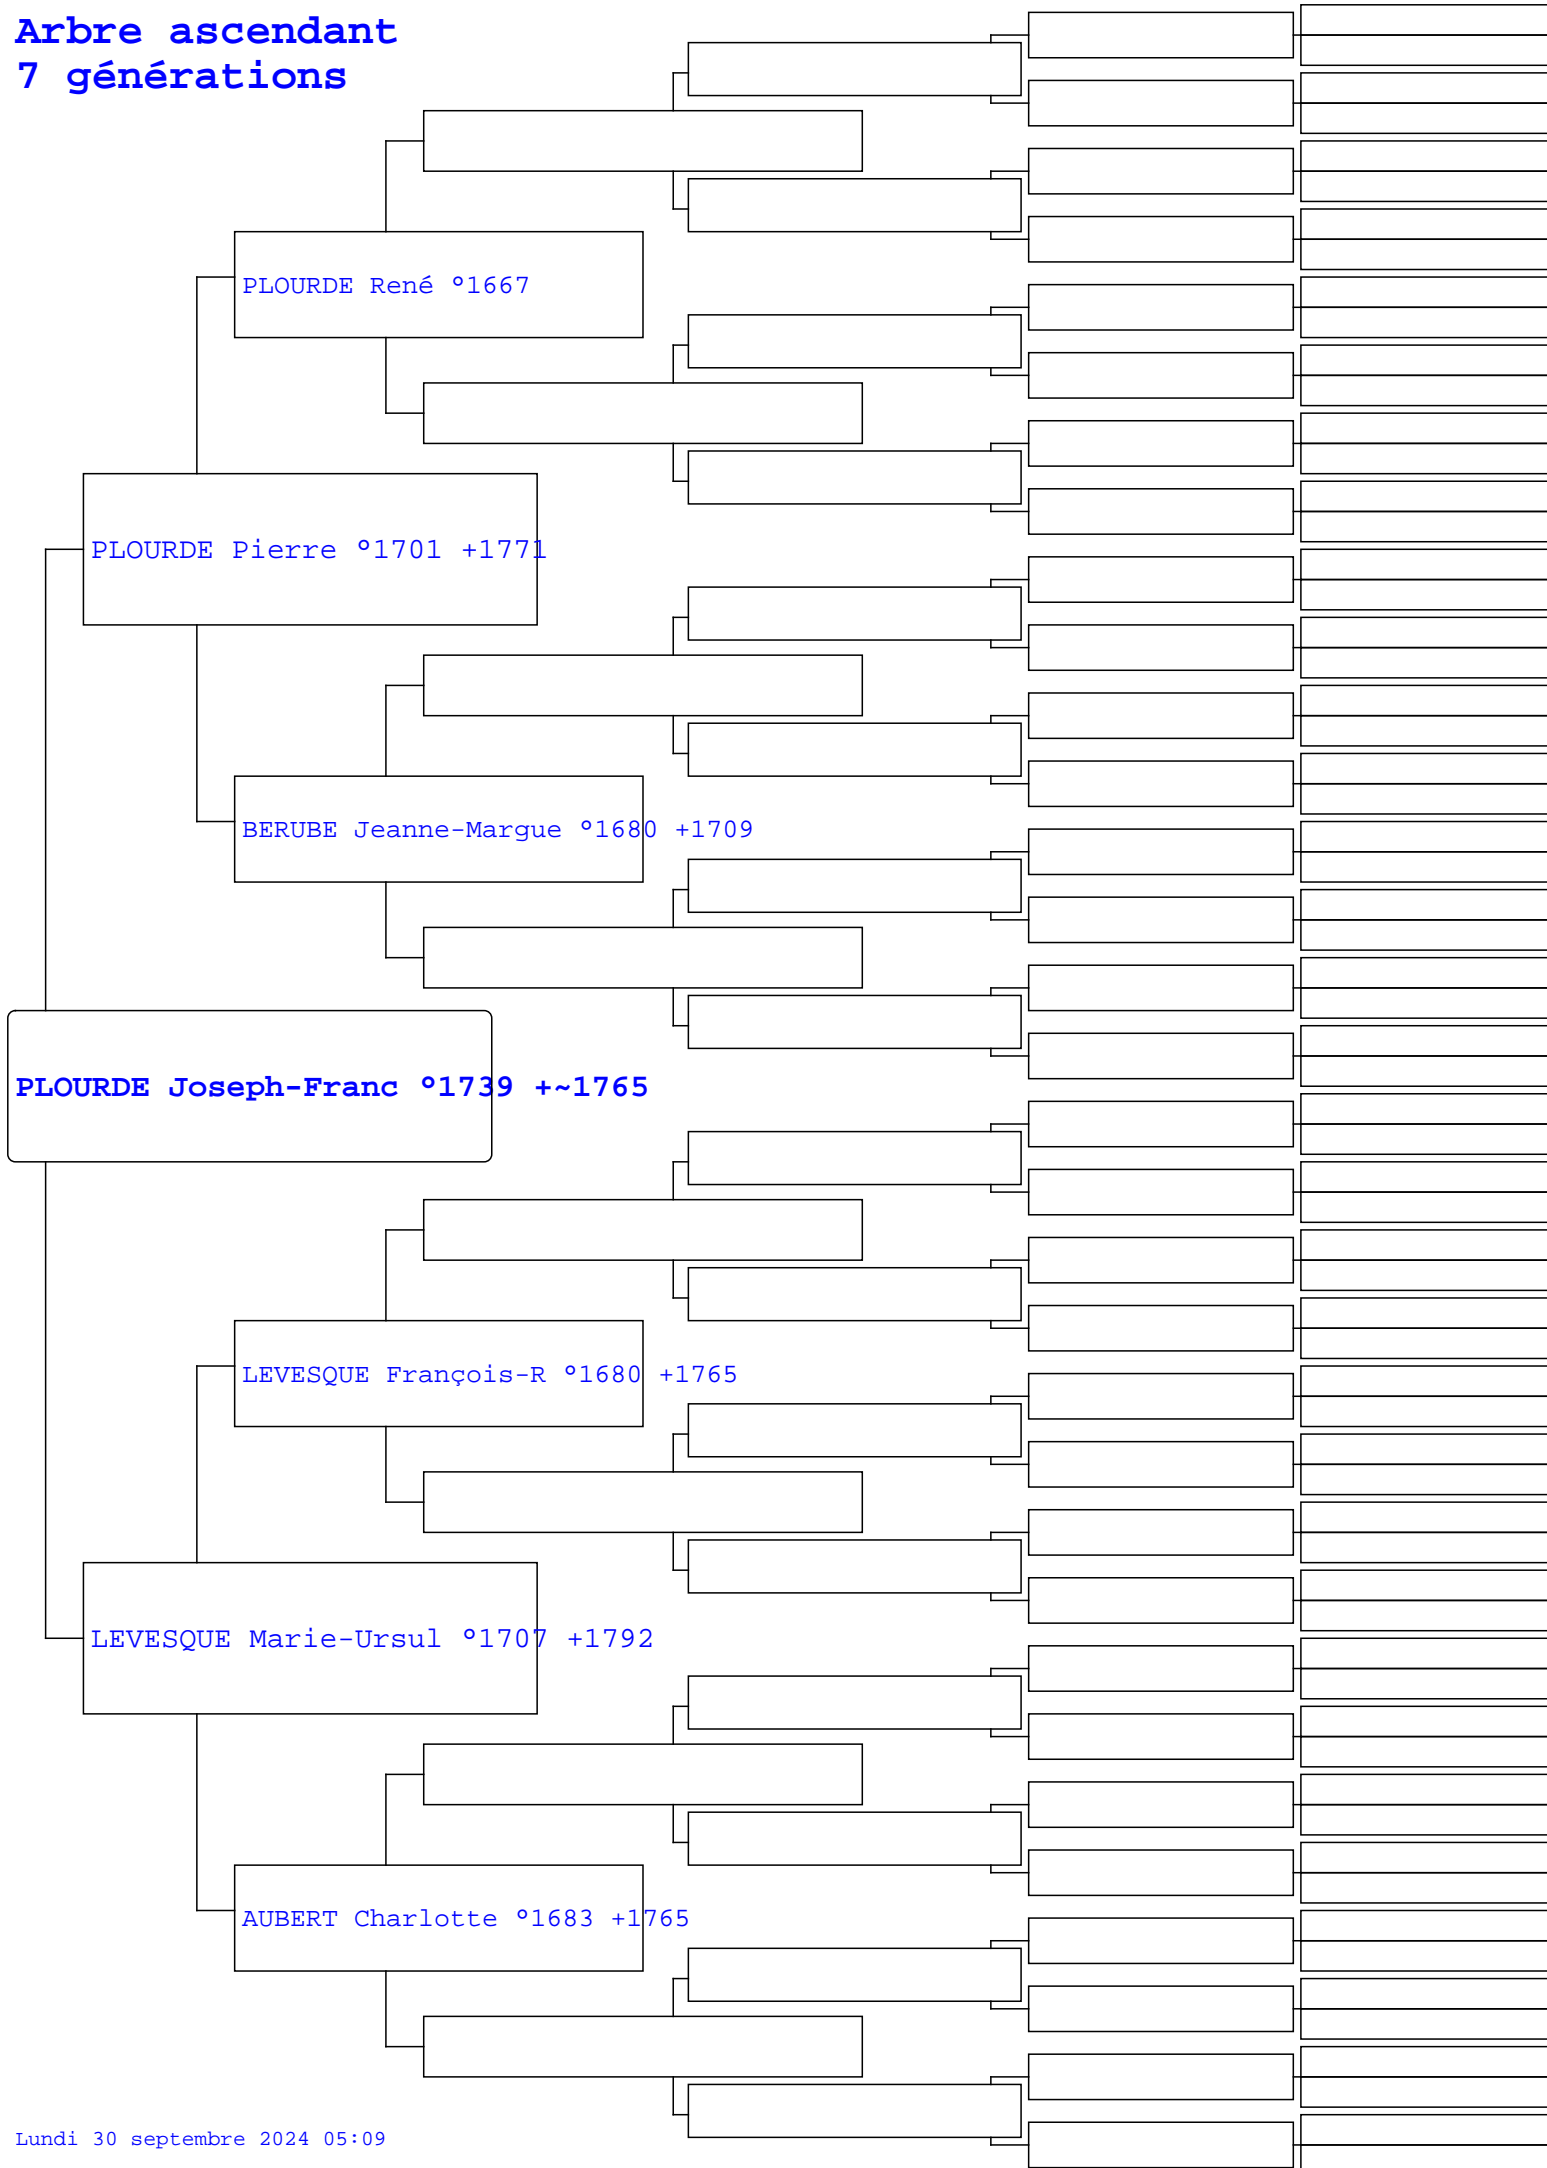 Arbre ascendant
7 générations
PLOURDE René °1667
PLOURDE Pierre °1701 +1771
BERUBE Jeanne-Margue °1680 +1709
PLOURDE Joseph-Franc °1739 +~1765
LEVESQUE François-R °1680 +1765
LEVESQUE Marie-Ursul °1707 +1792
AUBERT Charlotte °1683 +1765
Lundi 30 septembre 2024 05:09